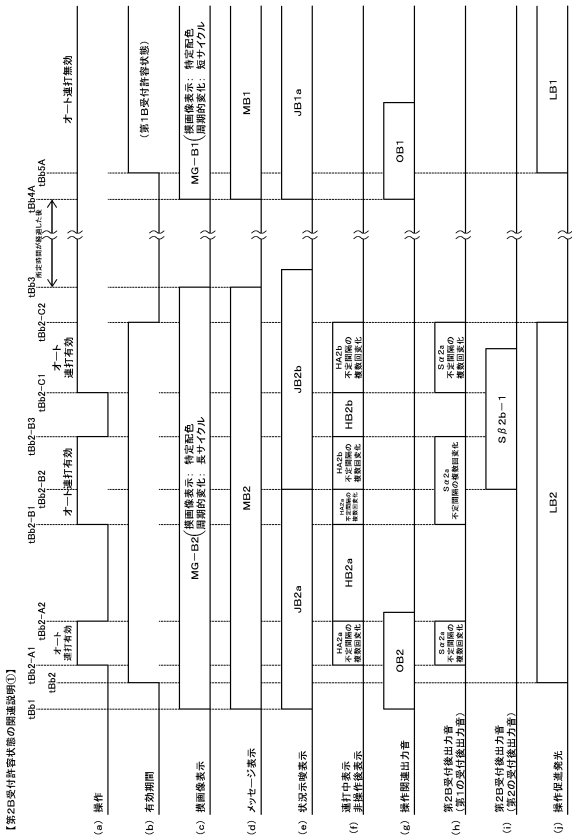 【第2B受付許容状態の関連説明①】
tBb1
tBb2
tBb2-A1
tBb2-A2
tBb2-B1
tBb2-B2
tBb2-B3
tBb2-C1
tBb2-C2
tBb3
所定時間が経過した後
tBb4A
tBb5A
(a) 操作
オート
連打有効
オート連打有効
オート
連打有効
オート連打無効
(b) 有効期間
(第1B受付許容状態)
(c) 摸画像表示
MG-B2(摸画像表示: 特定配色
周期的変化: 長サイクル
MG-B1(摸画像表示: 特定配色
周期的変化: 短サイクル
(d) メッセージ表示
MB2
MB1
(e) 状況示唆表示
JB2a
JB2b
JB1a
(f) 連打中表示
非操作後表示
HA2a
不定間隔の
複数回変化
HB2a
HA2a
不定間隔の
複数回変化
HA2b
不定間隔の
複数回変化
HB2b
HA2b
不定間隔の
複数回変化
(g) 操作関連出力音
OB2
OB1
(h) 第2B受付後出力音
(第1の受付後出力音)
Sα2a
不定間隔の
複数回変化
Sα2a
不定間隔の複数回変化
Sα2a
不定間隔の
複数回変化
(i) 第2B受付後出力音
(第2の受付後出力音)
Sβ2b-1
(j) 操作促進発光
LB2
LB1